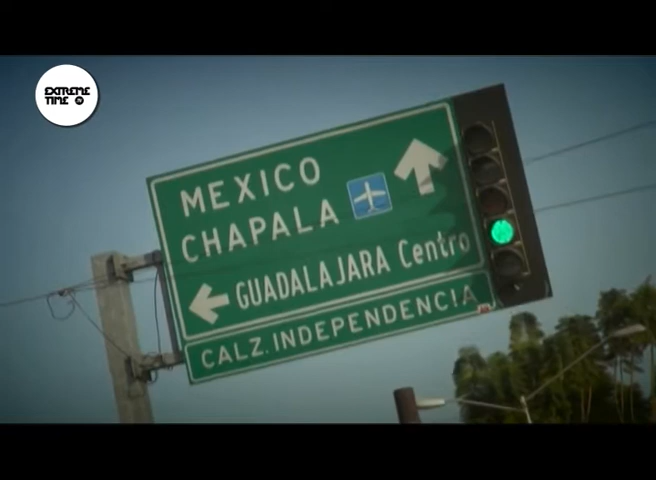 EXTREME
TIME
MEXICO
CHAPALA
GUADALAJARA Centro
CALZ. INDEPENDENCIA